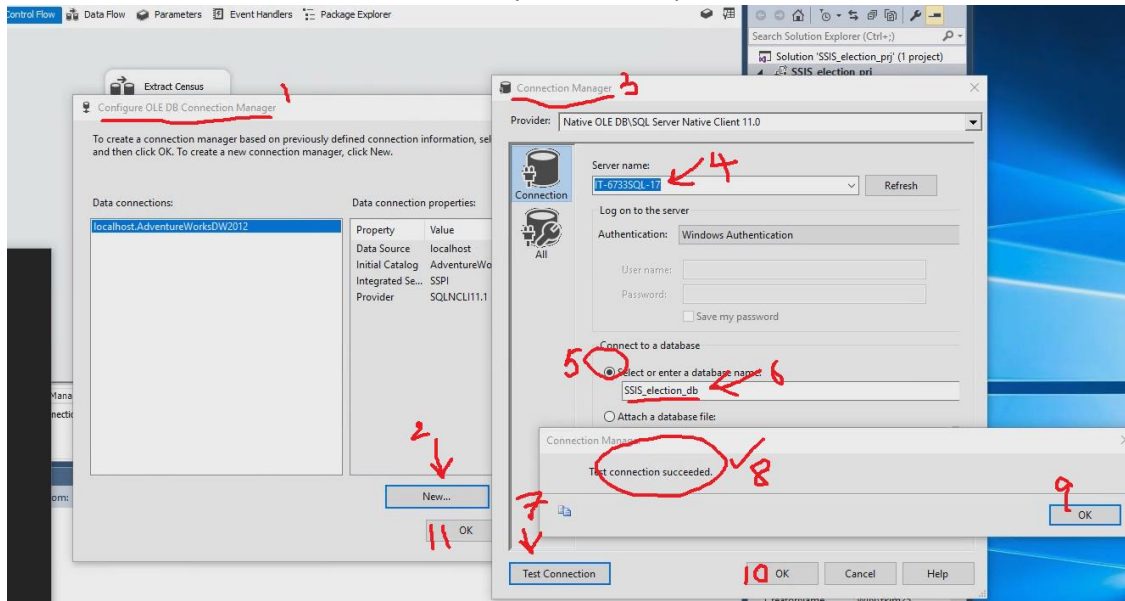 Control Flow Data Flow Parameters Event Handlers Package Explorer
Search Solution Explorer (Ctrl+;)
Solution 'SSIS_election_prj' (1 project)
SSIS_election_prj
Extract Census
1
Configure OLE DB Connection Manager
To create a connection manager based on previously defined connection information, sel
and then click OK. To create a new connection manager, click New.
Data connections:
localhost.AdventureWorksDW2012
Data connection properties:
Property Value
Data Source localhost
Initial Catalog AdventureWo
Integrated Se... SSPI
Provider SQLNCLI11.1
2
New...
11 OK
Connection Manager 3
Provider: Native OLE DB\SQL Server Native Client 11.0
Connection
All
Server name:
IT-6733SQL-17 4
Refresh
Log on to the server
Authentication: Windows Authentication
User name:
Password:
Save my password
Connect to a database
5
Select or enter a database name:
SSIS_election_db 6
Attach a database file:
Connection Manager
Test connection succeeded. 8
9
OK
7
Test Connection
10 OK Cancel Help